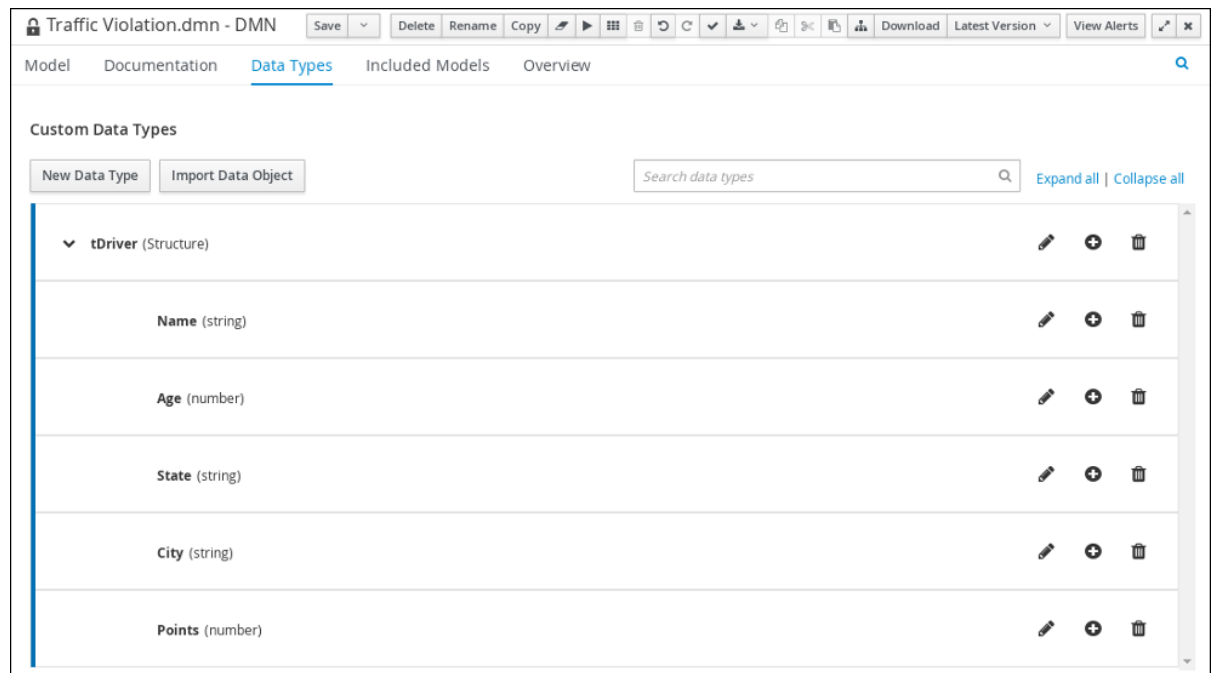 Traffic Violation.dmn - DMN Save Delete Rename Copy Download Latest Version View Alerts
Model Documentation Data Types Included Models Overview
Custom Data Types
New Data Type Import Data Object Search data types Expand all | Collapse all
tDriver (Structure)
Name (string)
Age (number)
State (string)
City (string)
Points (number)